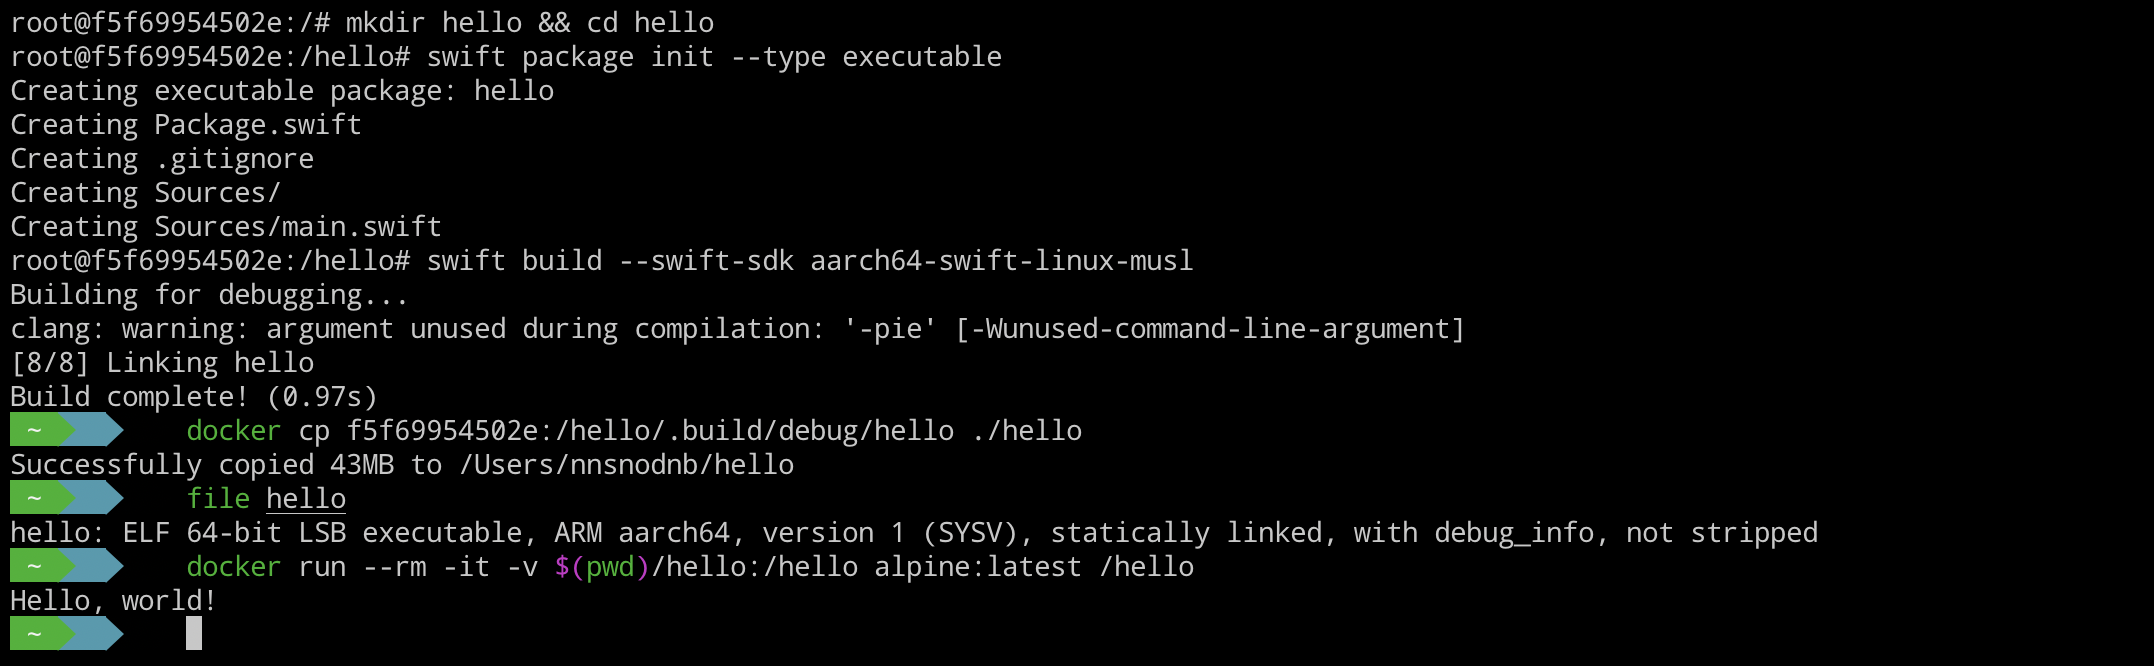 root@f5f69954502e:/# mkdir hello && cd hello
root@f5f69954502e:/hello# swift package init --type executable
Creating executable package: hello
Creating Package.swift
Creating .gitignore
Creating Sources/
Creating Sources/main.swift
root@f5f69954502e:/hello# swift build --swift-sdk aarch64-swift-linux-musl
Building for debugging...
clang: warning: argument unused during compilation: '-pie' [-Wunused-command-line-argument]
[8/8] Linking hello
Build complete! (0.97s)
~ docker cp f5f69954502e:/hello/.build/debug/hello ./hello
Successfully copied 43MB to /Users/nnsnodnb/hello
~ file hello
hello: ELF 64-bit LSB executable, ARM aarch64, version 1 (SYSV), statically linked, with debug_info, not stripped
~ docker run --rm -it -v $(pwd)/hello:/hello alpine:latest /hello
Hello, world!
~